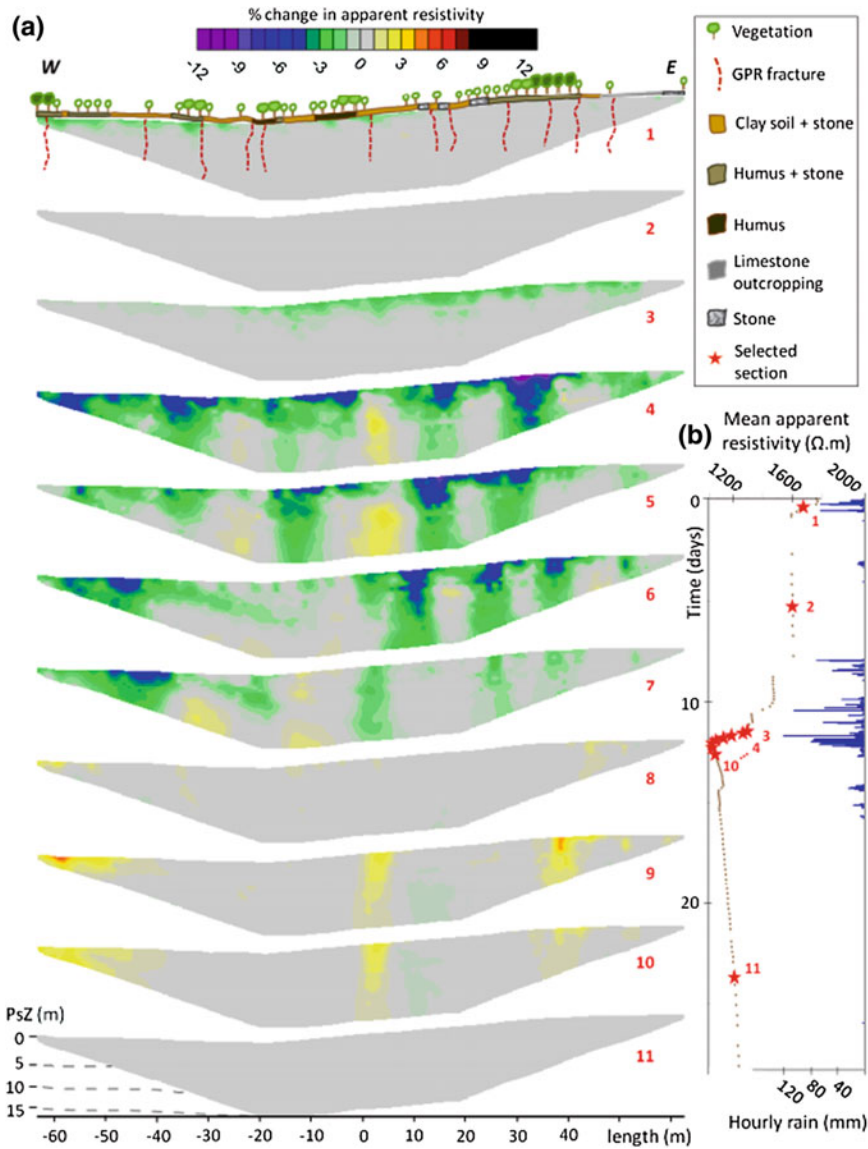 (a)
% change in apparent resistivity
-12 -9 -6 -3 0 3 6 9 12
W E
1
2
3
4
5
6
7
8
9
10
11
PsZ (m)
0
5
10
15
-60 -50 -40 -30 -20 -10 0 10 20 30 40 length (m)
Vegetation
GPR fracture
Clay soil + stone
Humus + stone
Humus
Limestone
outcropping
Stone
Selected
section
(b)
Mean apparent
resistivity (Ω.m)
1200 1600 2000
Time (days)
0
10
20
1
2
3
4
10
11
120 80 40
Hourly rain (mm)